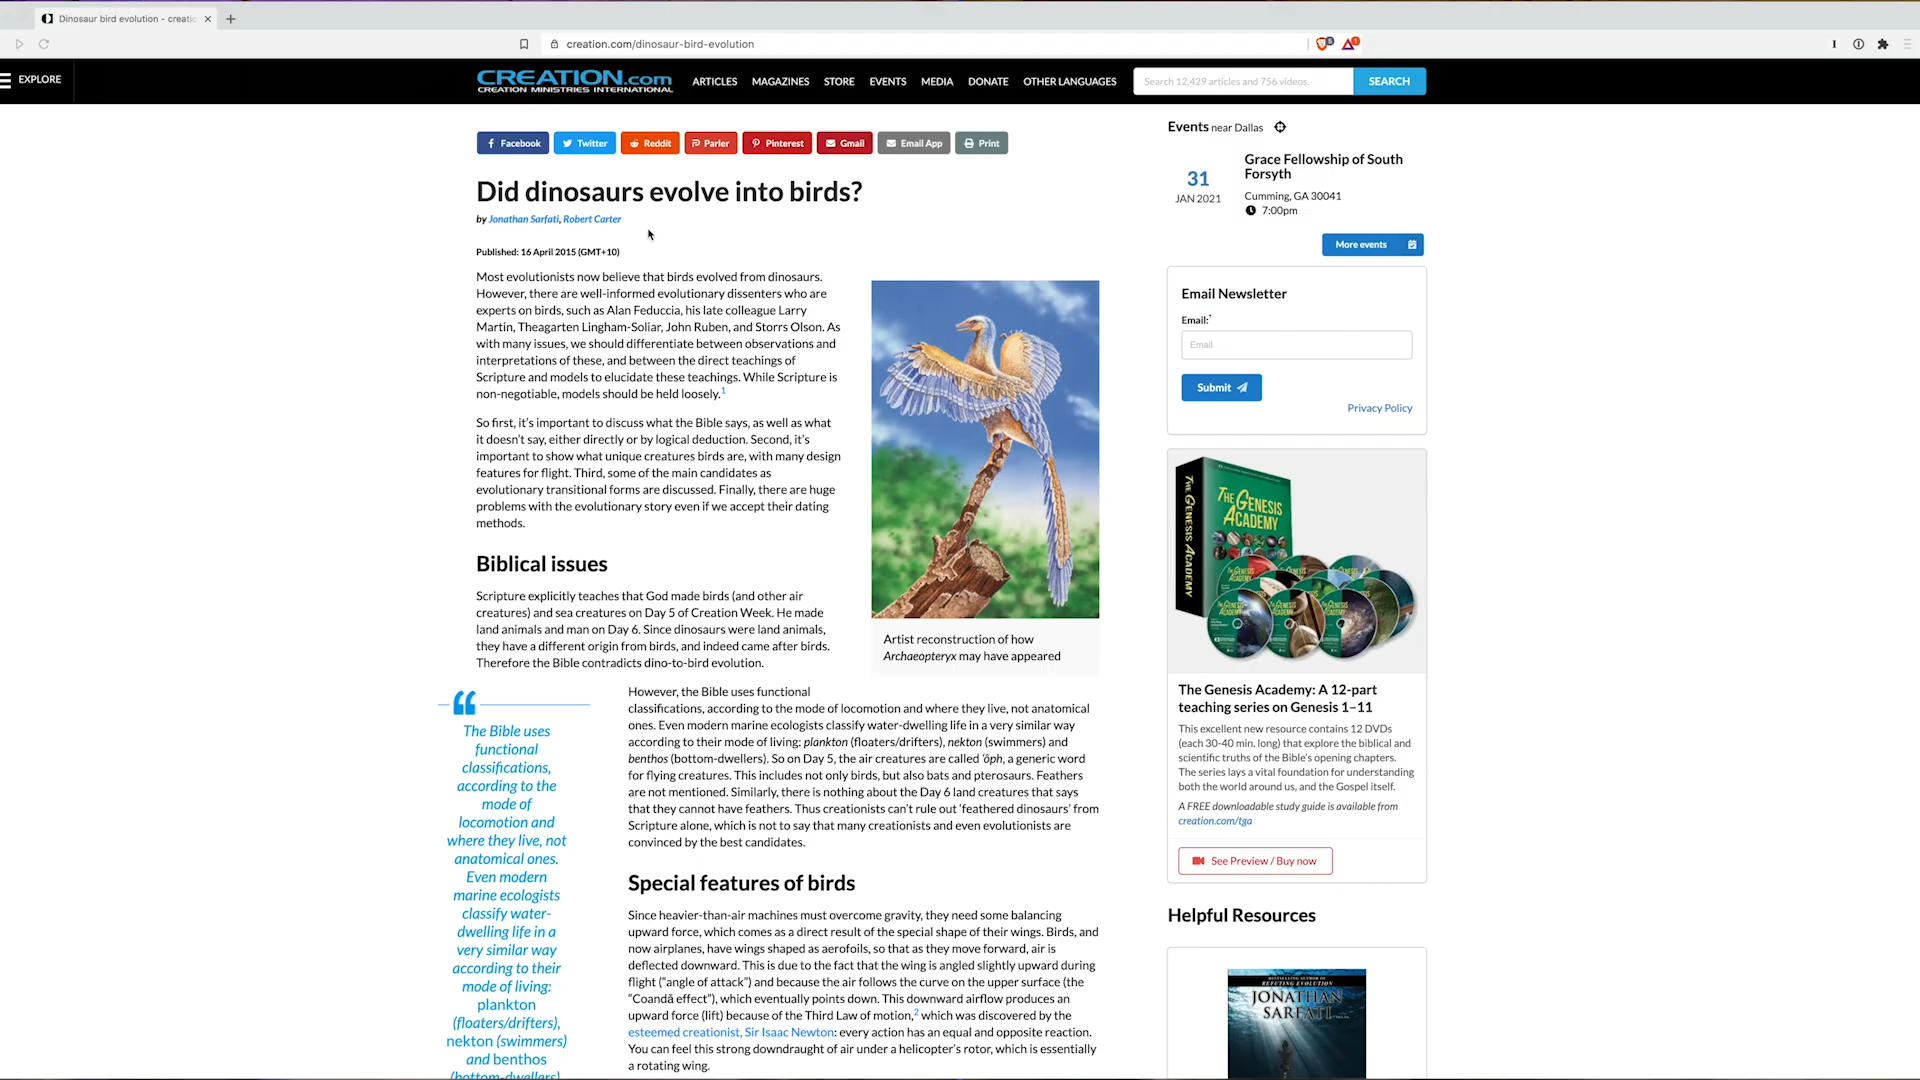 Dinosaur bird evolution - creatic
creation.com/dinosaur-bird-evolution
EXPLORE
CREATION.com
CREATION MINISTRIES INTERNATIONAL
ARTICLES MAGAZINES STORE EVENTS MEDIA DONATE OTHER LANGUAGES
Search 12,429 articles and 756 videos.
SEARCH
Facebook Twitter Reddit Parler Pinterest Gmail Email App Print
Did dinosaurs evolve into birds?
by Jonathan Sarfati, Robert Carter
Published: 16 April 2015 (GMT+10)
Most evolutionists now believe that birds evolved from dinosaurs.
However, there are well-informed evolutionary dissenters who are
experts on birds, such as Alan Feduccia, his late colleague Larry
Martin, Theagarten Lingham-Soliar, John Ruben, and Storrs Olson. As
with many issues, we should differentiate between observations and
interpretations of these, and between the direct teachings of
Scripture and models to elucidate these teachings. While Scripture is
non-negotiable, models should be held loosely.1
So first, it's important to discuss what the Bible says, as well as what
it doesn't say, either directly or by logical deduction. Second, it's
important to show what unique creatures birds are, with many design
features for flight. Third, some of the main candidates as
evolutionary transitional forms are discussed. Finally, there are huge
problems with the evolutionary story even if we accept their dating
methods.
Biblical issues
Scripture explicitly teaches that God made birds (and other air
creatures) and sea creatures on Day 5 of Creation Week. He made
land animals and man on Day 6. Since dinosaurs were land animals,
they have a different origin from birds, and indeed came after birds.
Therefore the Bible contradicts dino-to-bird evolution.
Artist reconstruction of how
Archaeopteryx may have appeared
“
The Bible uses
functional
classifications,
according to the
mode of
locomotion and
where they live, not
anatomical ones.
Even modern
marine ecologists
classify water-
dwelling life in a
very similar way
according to their
mode of living:
plankton
(floaters/drifters),
nekton (swimmers)
and benthos
(bottom-dwellers).
However, the Bible uses functional
classifications, according to the mode of locomotion and where they live, not anatomical
ones. Even modern marine ecologists classify water-dwelling life in a very similar way
according to their mode of living: plankton (floaters/drifters), nekton (swimmers) and
benthos (bottom-dwellers). So on Day 5, the air creatures are called ‘ôph, a generic word
for flying creatures. This includes not only birds, but also bats and pterosaurs. Feathers
are not mentioned. Similarly, there is nothing about the Day 6 land creatures that says
that they cannot have feathers. Thus creationists can't rule out ‘feathered dinosaurs’ from
Scripture alone, which is not to say that many creationists and even evolutionists are
convinced by the best candidates.
Special features of birds
Since heavier-than-air machines must overcome gravity, they need some balancing
upward force, which comes as a direct result of the special shape of their wings. Birds, and
now airplanes, have wings shaped as aerofoils, so that as they move forward, air is
deflected downward. This is due to the fact that the wing is angled slightly upward during
flight (“angle of attack”) and because the air follows the curve on the upper surface (the
“Coandă effect”), which eventually points down. This downward airflow produces an
upward force (lift) because of the Third Law of motion,2 which was discovered by the
esteemed creationist, Sir Isaac Newton: every action has an equal and opposite reaction.
You can feel this strong downdraught of air under a helicopter's rotor, which is essentially
a rotating wing.
Events near Dallas
31
JAN 2021
Grace Fellowship of South
Forsyth
Cumming, GA 30041
7:00pm
More events
Email Newsletter
Email:*
Email
Submit
Privacy Policy
THE GENESIS ACADEMY
THE GENESIS
ACADEMY
The Genesis Academy: A 12-part
teaching series on Genesis 1–11
This excellent new resource contains 12 DVDs
(each 30-40 min. long) that explore the biblical and
scientific truths of the Bible's opening chapters.
The series lays a vital foundation for understanding
both the world around us, and the Gospel itself.
A FREE downloadable study guide is available from
creation.com/tga
See Preview / Buy now
Helpful Resources
BESTSELLING AUTHOR OF
REFUTING EVOLUTION
JONATHAN
SARFATI